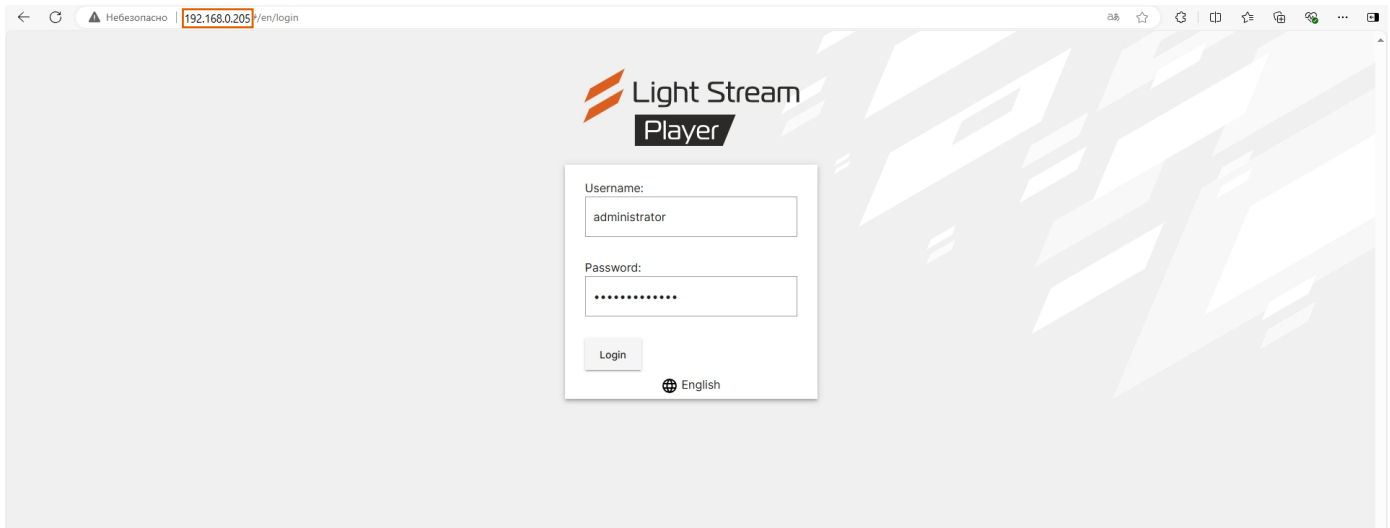 Небезопасно
192.168.0.205/#/en/login
Light Stream
Player
Username:
administrator
Password:
•••••••••••••
Login
English